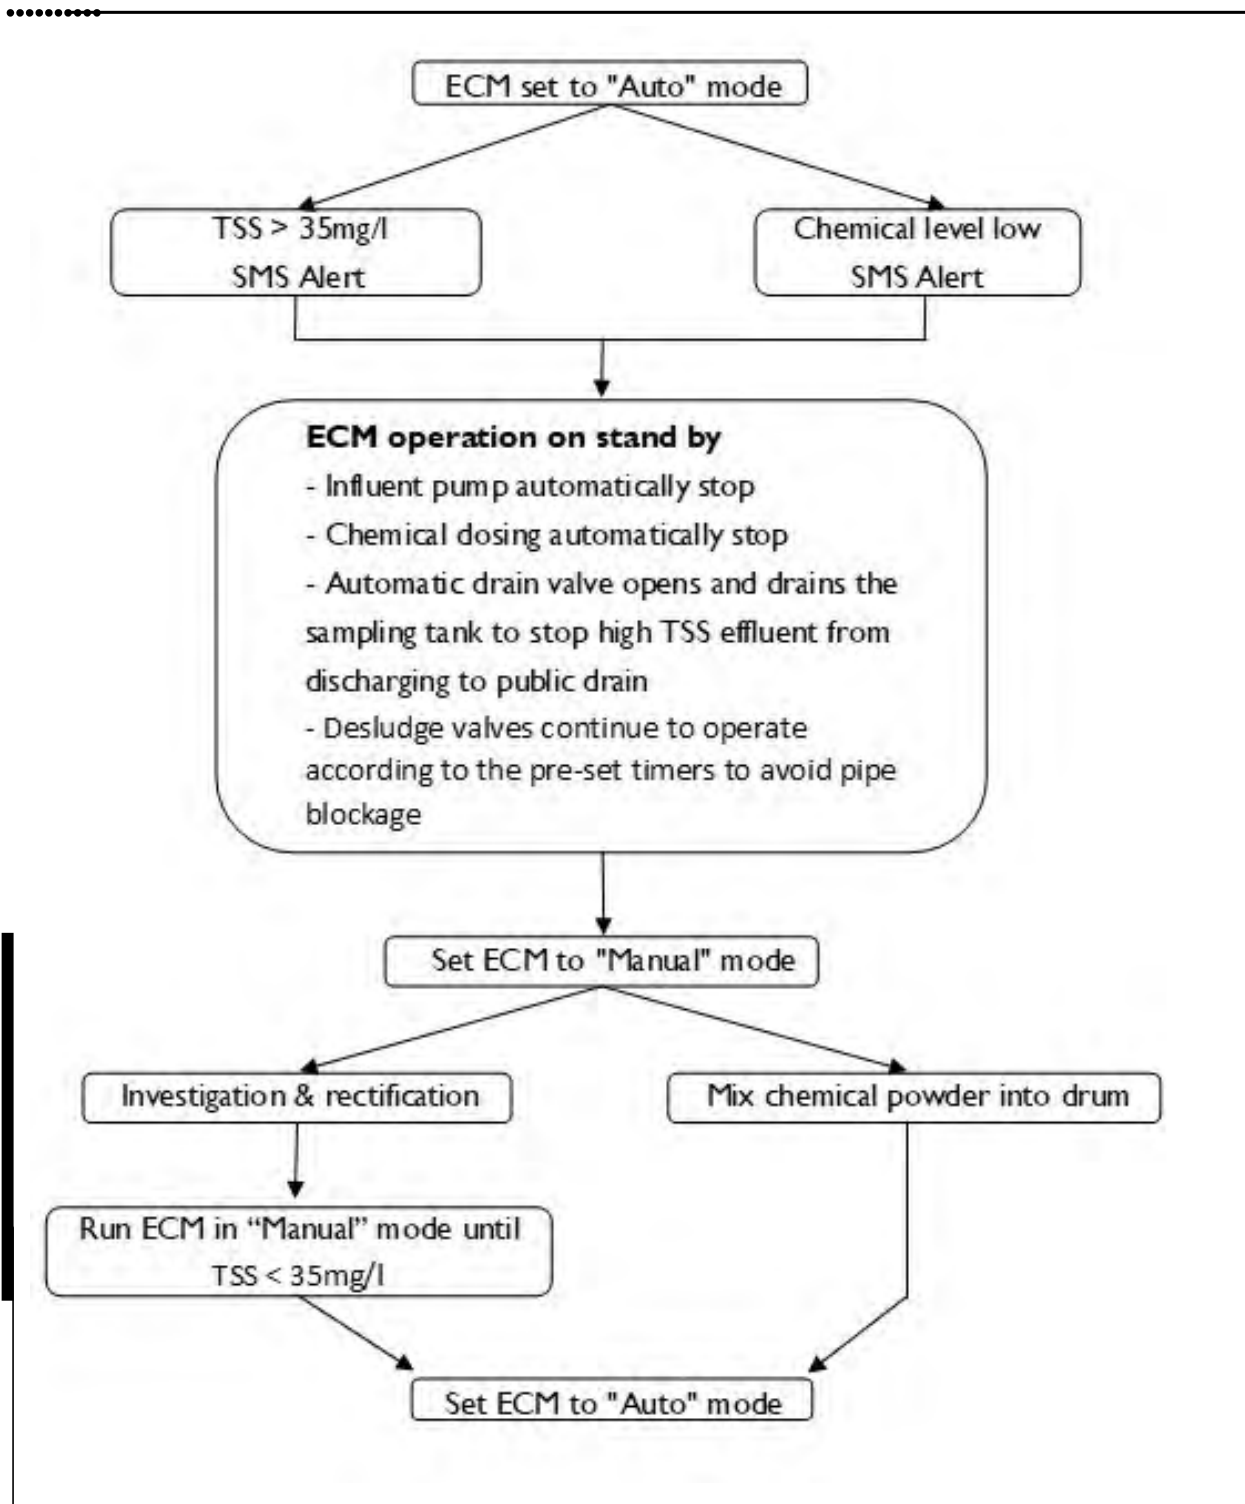 ECM set to "Auto" mode
TSS > 35mg/l
SMS Alert
Chemical level low
SMS Alert
ECM operation on stand by
- Influent pump automatically stop
- Chemical dosing automatically stop
- Automatic drain valve opens and drains the
sampling tank to stop high TSS effluent from
discharging to public drain
- Desludge valves continue to operate
according to the pre-set timers to avoid pipe
blockage
Set ECM to "Manual" mode
Investigation & rectification
Mix chemical powder into drum
Run ECM in “Manual” mode until
TSS < 35mg/l
Set ECM to "Auto" mode